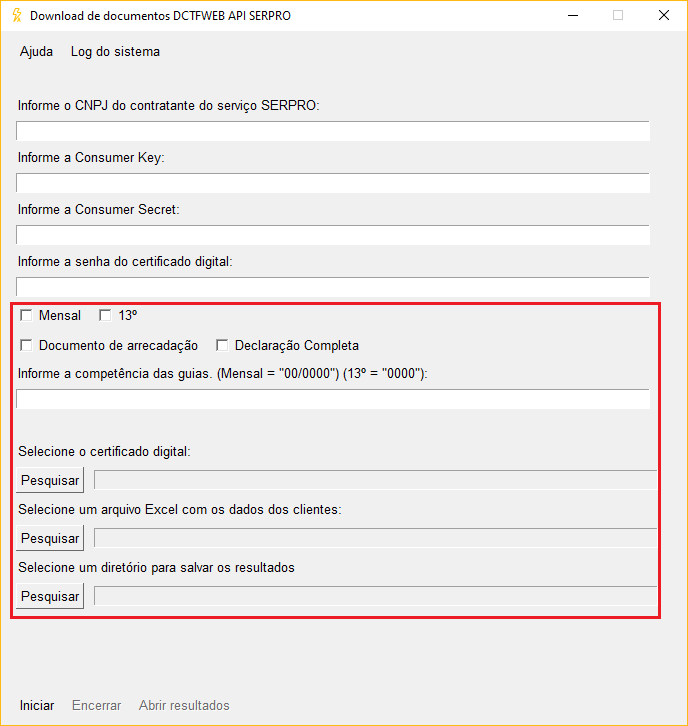 Download de documentos DCTFWEB API SERPRO
Ajuda Log do sistema
Informe o CNPJ do contratante do serviço SERPRO:
Informe a Consumer Key:
Informe a Consumer Secret:
Informe a senha do certificado digital:
Mensal 13º
Documento de arrecadação Declaração Completa
Informe a competência das guias. (Mensal = "00/0000") (13º = "0000"):
Selecione o certificado digital:
Pesquisar
Selecione um arquivo Excel com os dados dos clientes:
Pesquisar
Selecione um diretório para salvar os resultados
Pesquisar
Iniciar Encerrar Abrir resultados